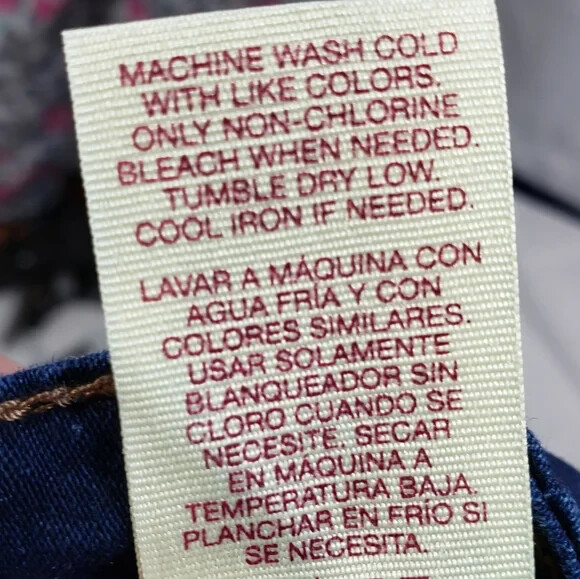 MACHINE WASH COLD
WITH LIKE COLORS.
ONLY NON-CHLORINE
BLEACH WHEN NEEDED.
TUMBLE DRY LOW.
COOL IRON IF NEEDED.
LAVAR A MÁQUINA CON
AGUA FRÍA Y CON
COLORES SIMILARES.
USAR SOLAMENTE
BLANQUEADOR SIN
CLORO CUANDO SE
NECESITE. SECAR
EN MÁQUINA A
TEMPERATURA BAJA.
PLANCHAR EN FRÍO SI
SE NECESITA.